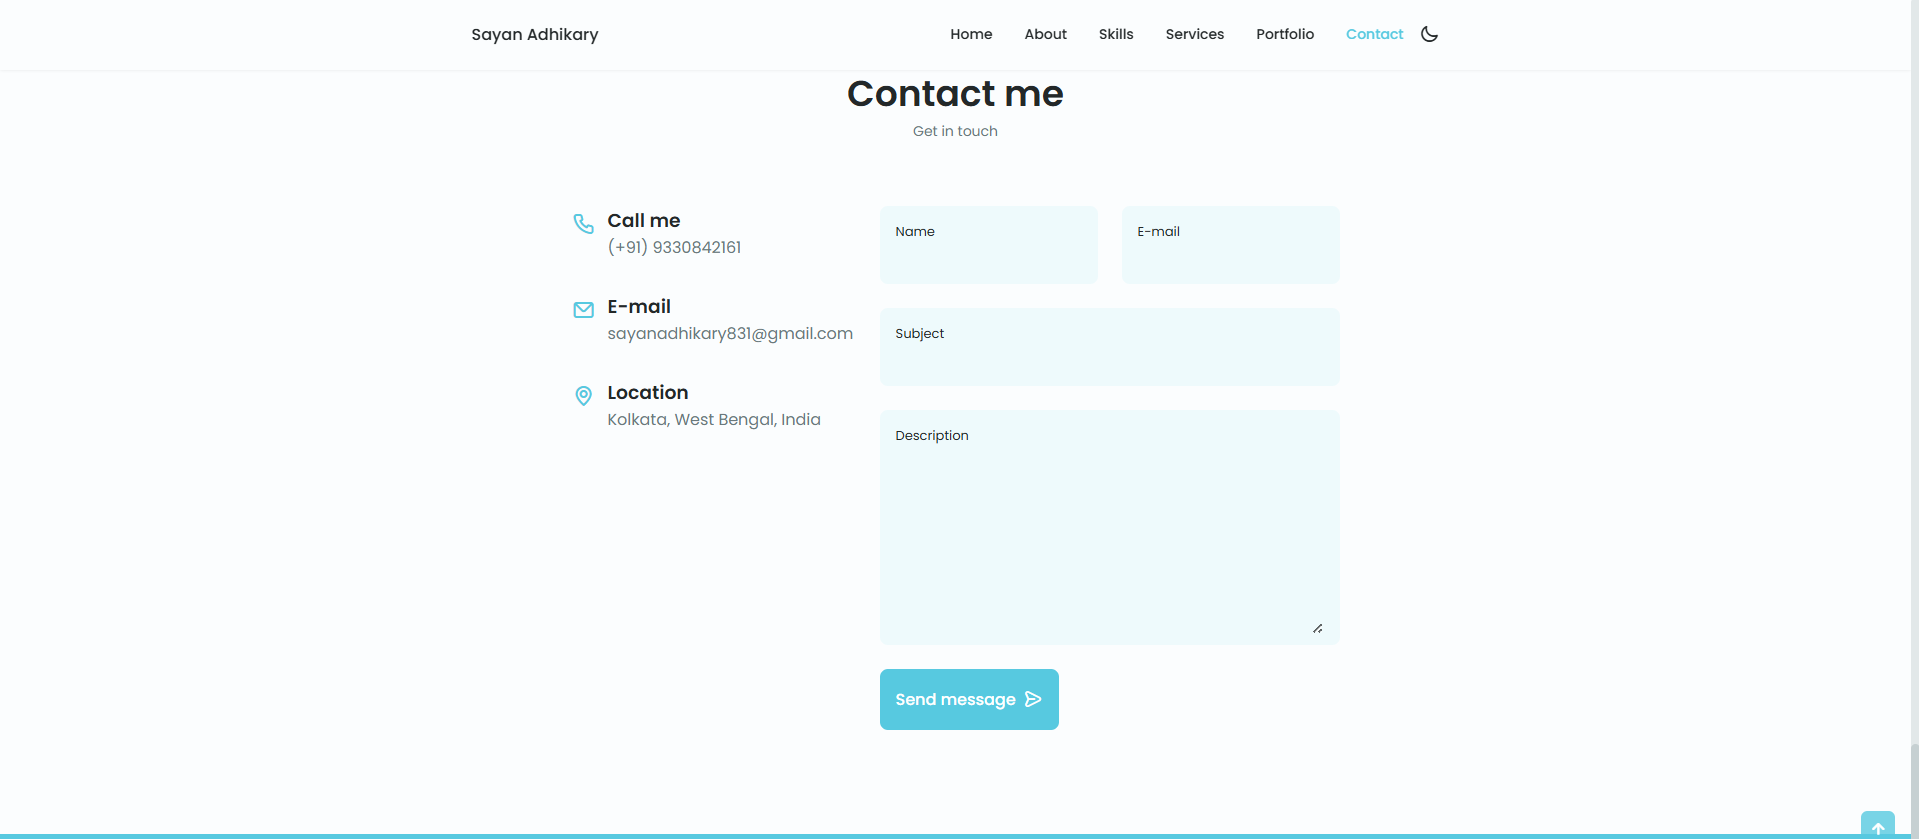 Sayan Adhikary
Home About Skills Services Portfolio Contact
Contact me
Get in touch
Call me
(+91) 9330842161
E-mail
sayanadhikary831@gmail.com
Location
Kolkata, West Bengal, India
Name
E-mail
Subject
Description
Send message